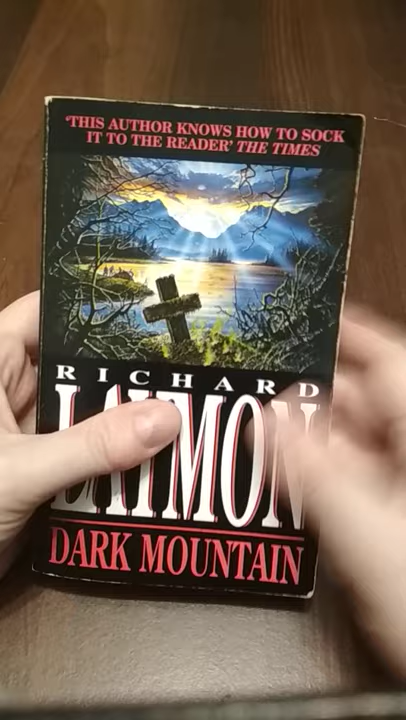 'THIS AUTHOR KNOWS HOW TO SOCK
IT TO THE READER' THE TIMES
RICHARD
LAYMON
DARK MOUNTAIN